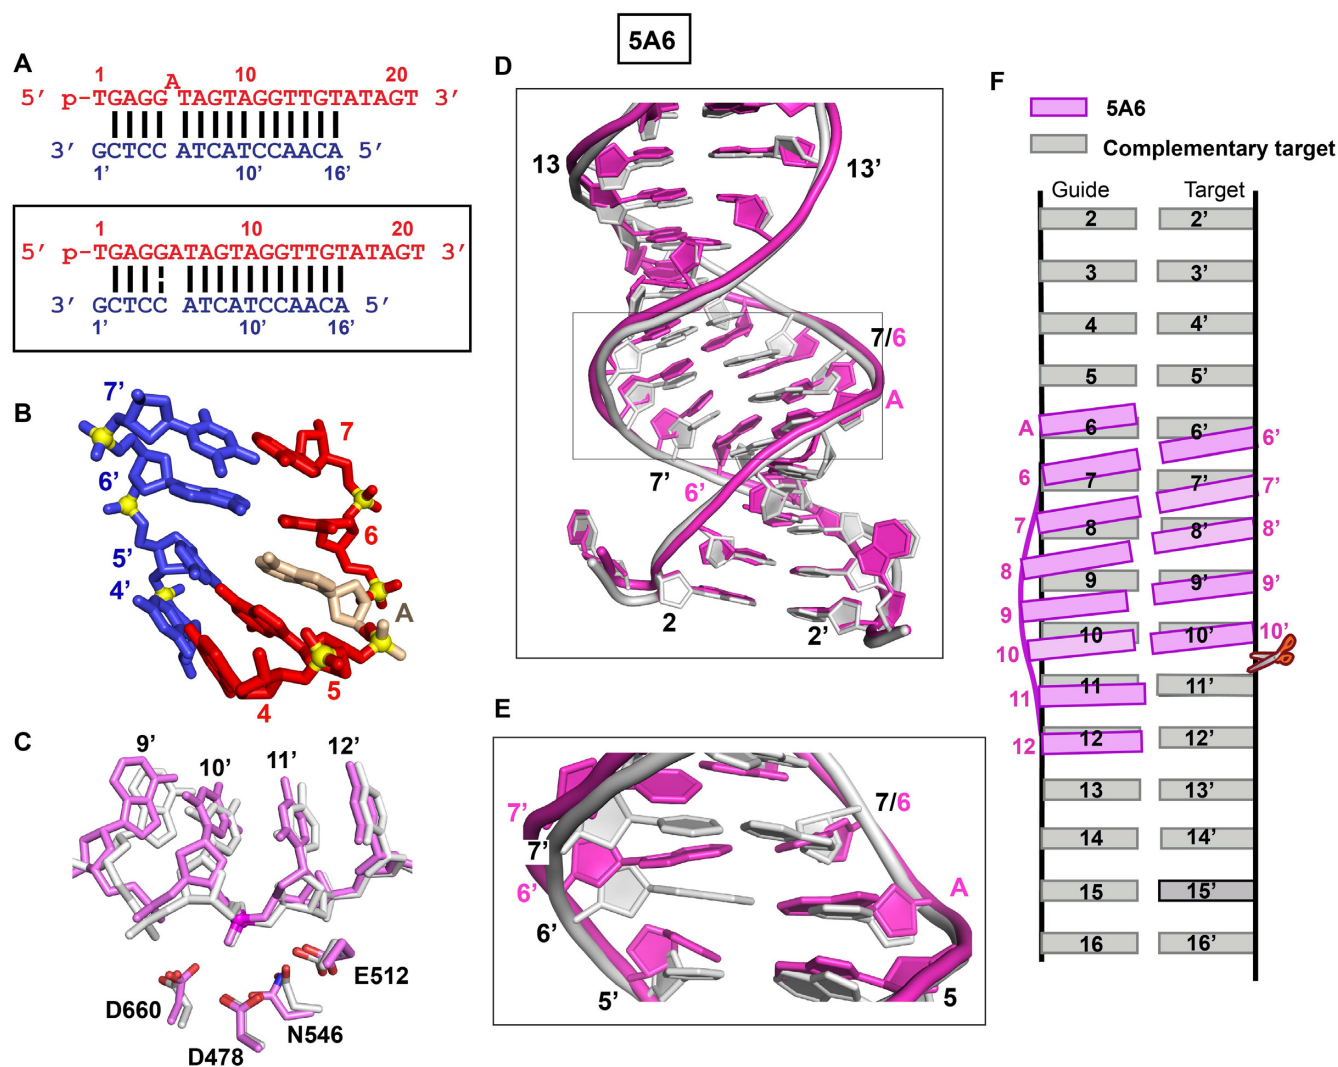 5A6
A
1 10 20
A
5′ p-TGAGG TAGTAGGTTGTATAGT 3′
3′ GCTCC ATCATCCAACA 5′
1′ 10′ 16′
1 10 20
5′ p-TGAGGATAGTAGGTTGTATAGT 3′
3′ GCTCC ATCATCCAACA 5′
1′ 10′ 16′
B
7′
7
6′
6
5′
4′
A
5
4
C
9′ 10′ 11′ 12′
E512
D660
N546
D478
D
13 13′
7/6
A
7′ 6′
2 2′
E
7′
7/6
7′
6′
A
6′
5′ 5
F
5A6
Complementary target
Guide Target
2 2′
3 3′
4 4′
5 5′
A 6 6′ 6′
6 7 7′ 7′
7 8 8′ 8′
8 9 9′ 9′
9
10 10 10′ 10′
11 11 11′
12 12 12′
13 13′
14 14′
15 15′
16 16′